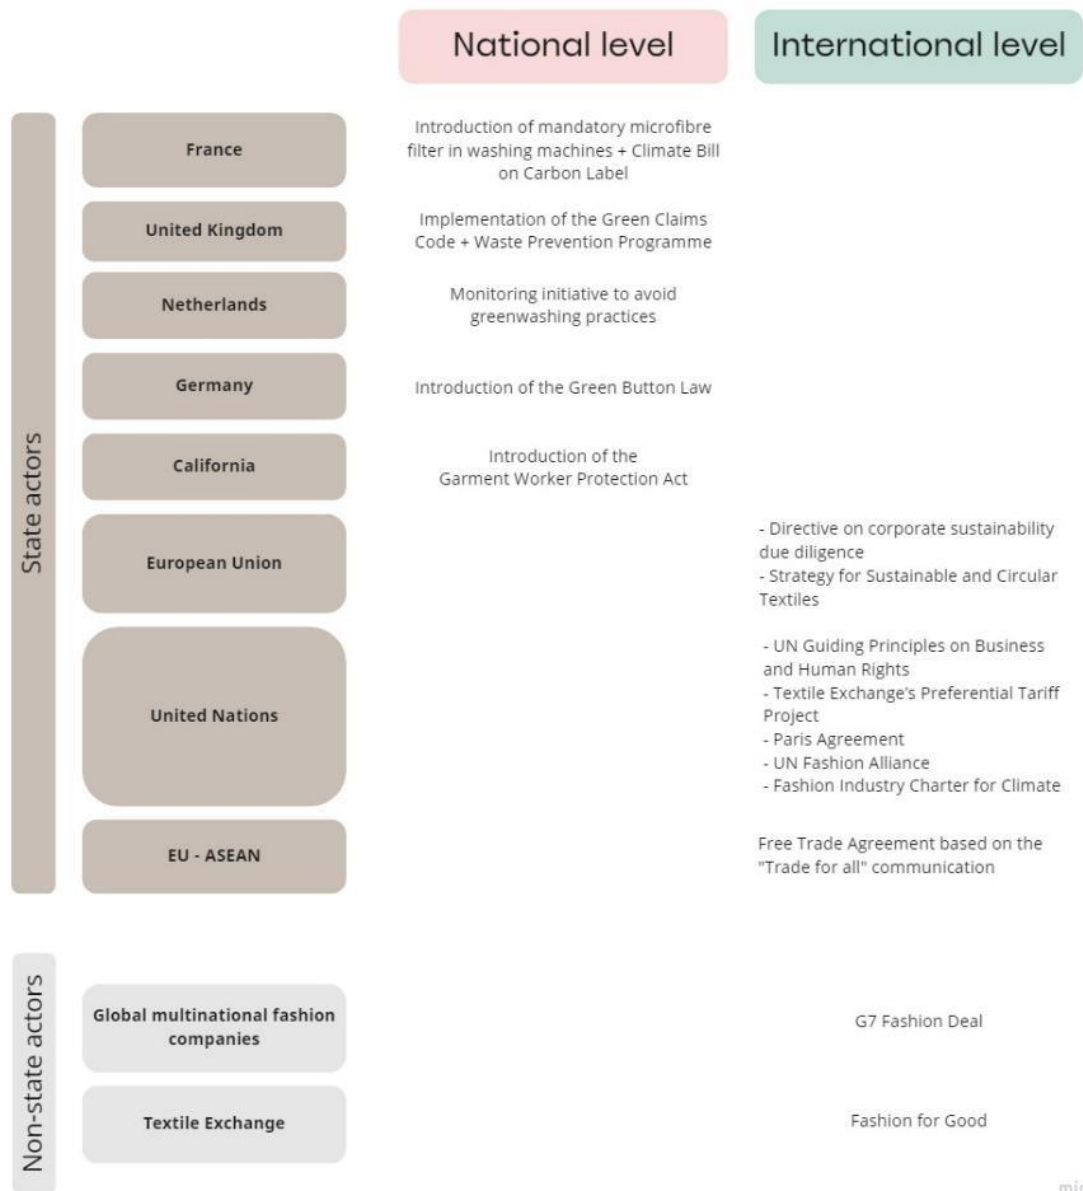 National level
International level
State actors
France
Introduction of mandatory microfibre
filter in washing machines + Climate Bill
on Carbon Label
United Kingdom
Implementation of the Green Claims
Code + Waste Prevention Programme
Netherlands
Monitoring initiative to avoid
greenwashing practices
Germany
Introduction of the Green Button Law
California
Introduction of the
Garment Worker Protection Act
European Union
- Directive on corporate sustainability
due diligence
- Strategy for Sustainable and Circular
Textiles
United Nations
- UN Guiding Principles on Business
and Human Rights
- Textile Exchange's Preferential Tariff
Project
- Paris Agreement
- UN Fashion Alliance
- Fashion Industry Charter for Climate
EU - ASEAN
Free Trade Agreement based on the
"Trade for all" communication
Non-state actors
Global multinational fashion
companies
G7 Fashion Deal
Textile Exchange
Fashion for Good